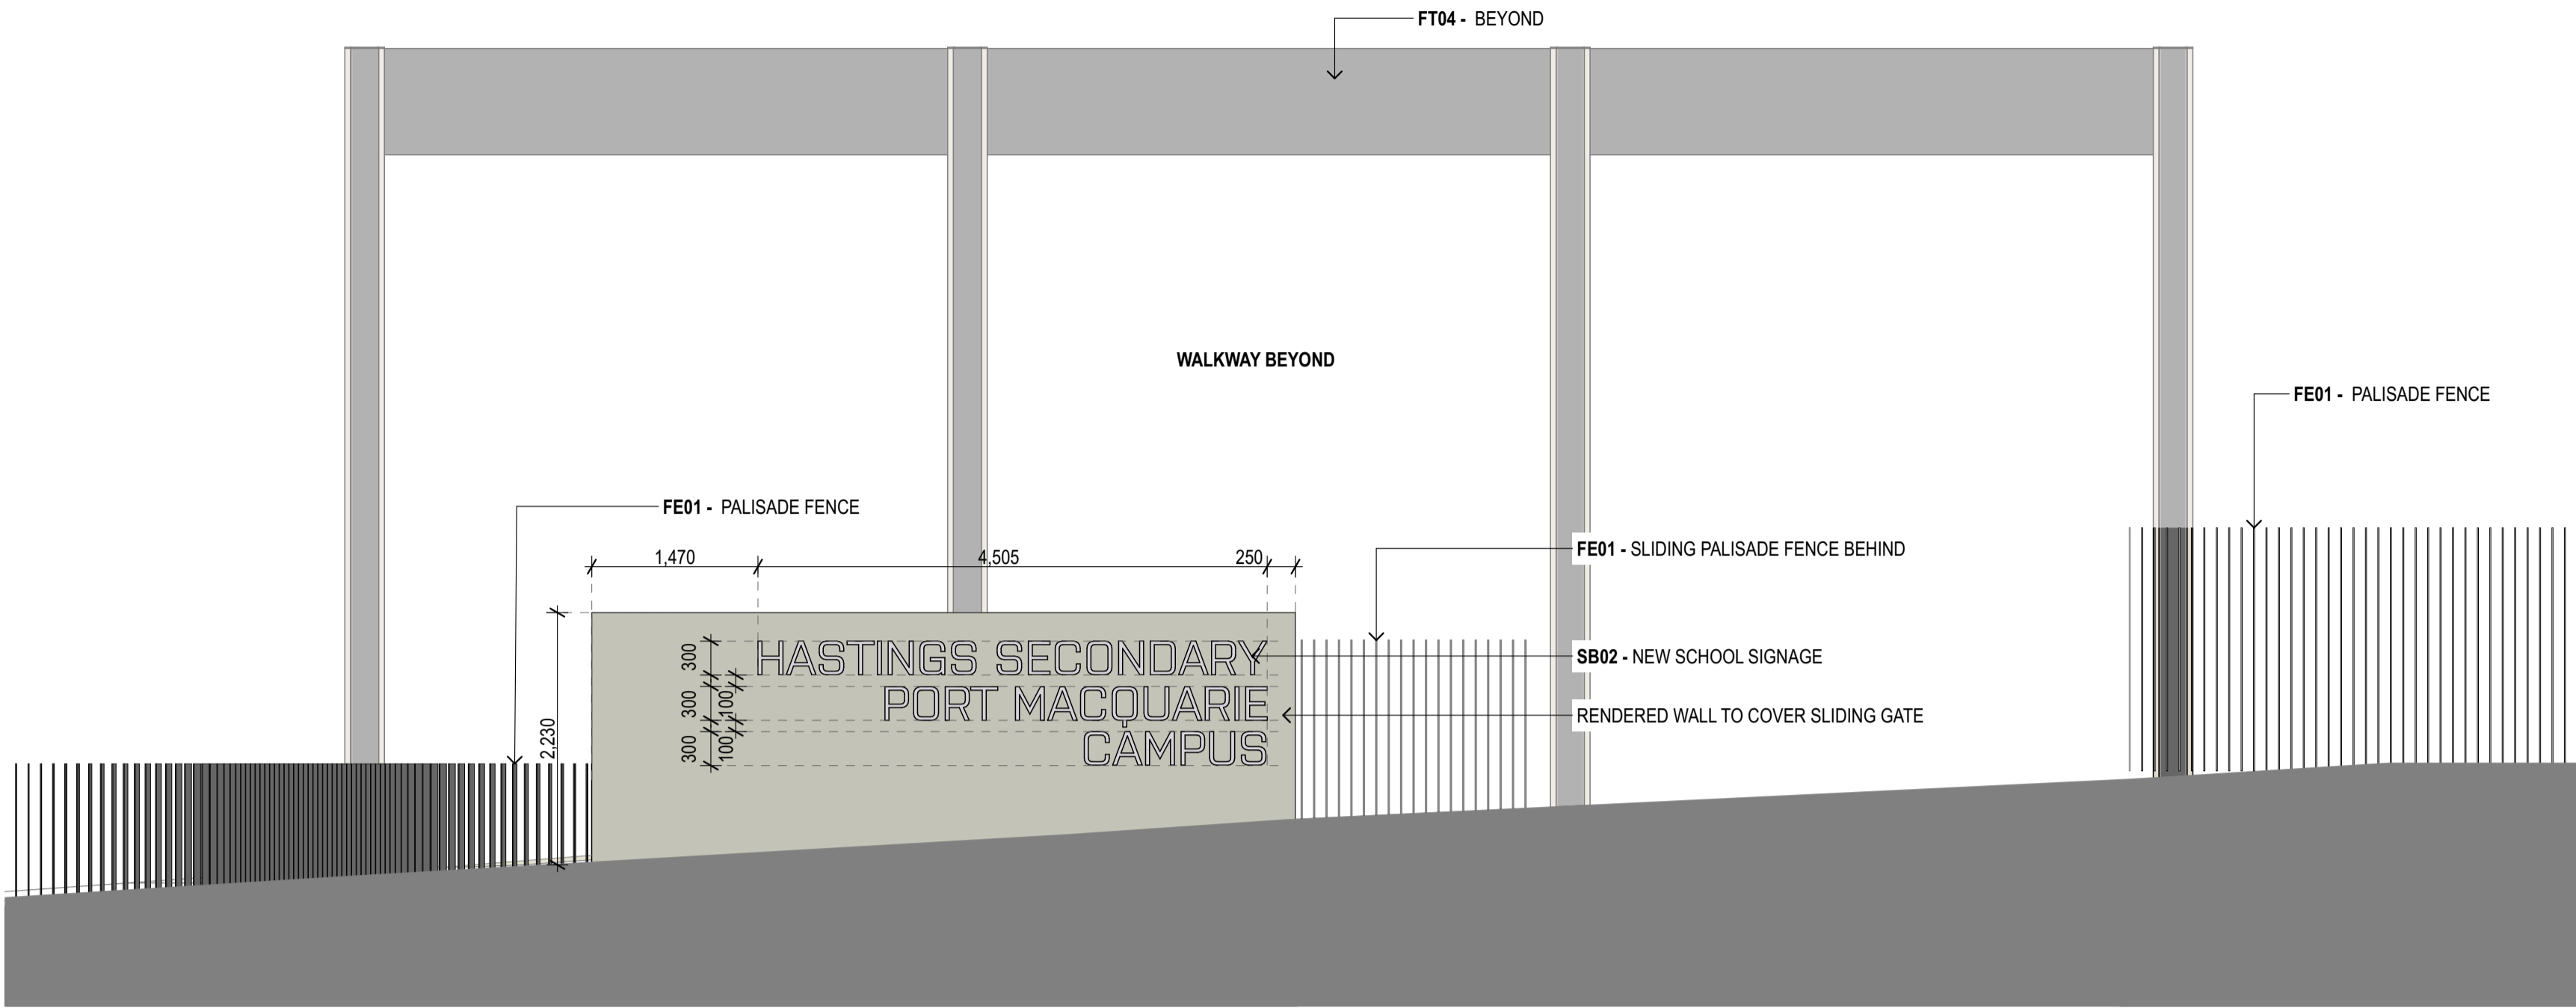 FT04 - BEYOND
WALKWAY BEYOND
FE01 - PALISADE FENCE
FE01 - PALISADE FENCE
FE01 - SLIDING PALISADE FENCE BEHIND
1,470
4,505
250
2,230
300
300
100
300
100
HASTINGS SECONDARY
PORT MACQUARIE
CAMPUS
SB02 - NEW SCHOOL SIGNAGE
RENDERED WALL TO COVER SLIDING GATE